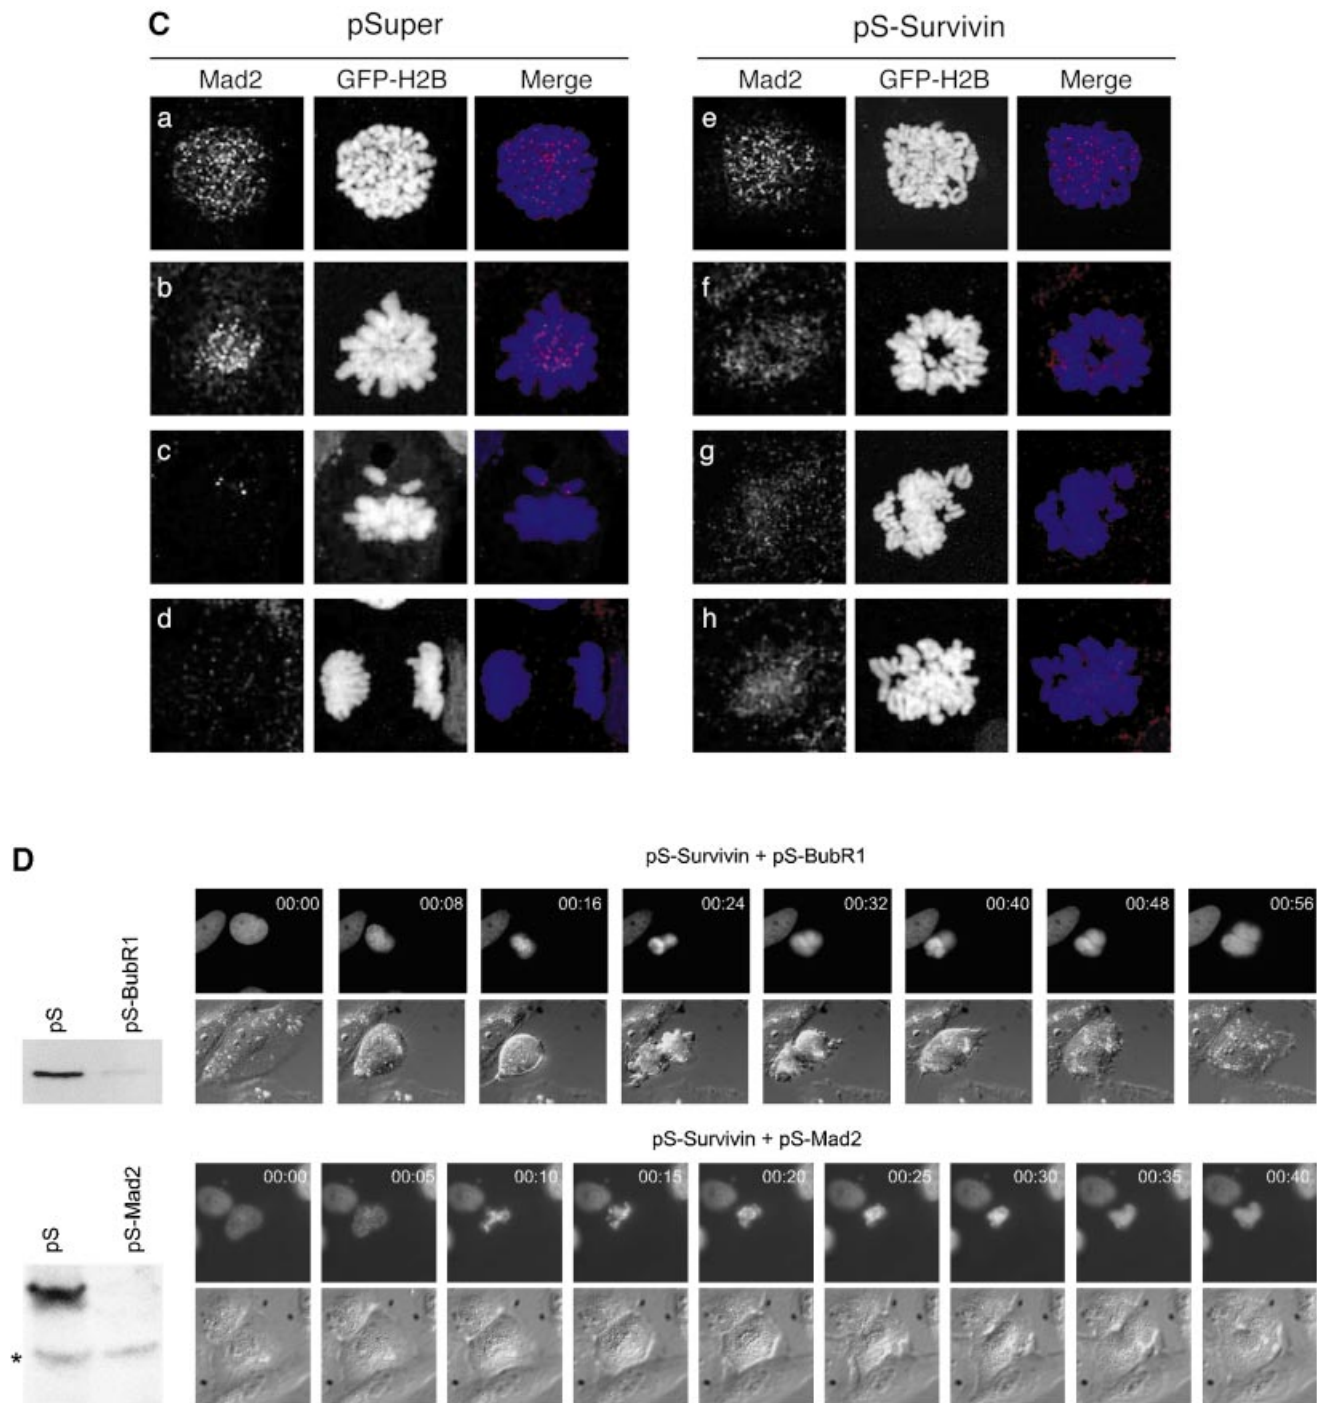 C
pSuper
pS-Survivin
Mad2 GFP-H2B Merge
Mad2 GFP-H2B Merge
a
e
b
f
c
g
d
h
D
pS-Survivin + pS-BubR1
00:00 00:08 00:16 00:24 00:32 00:40 00:48 00:56
pS
pS-BubR1
pS-Survivin + pS-Mad2
00:00 00:05 00:10 00:15 00:20 00:25 00:30 00:35 00:40
pS
pS-Mad2
*